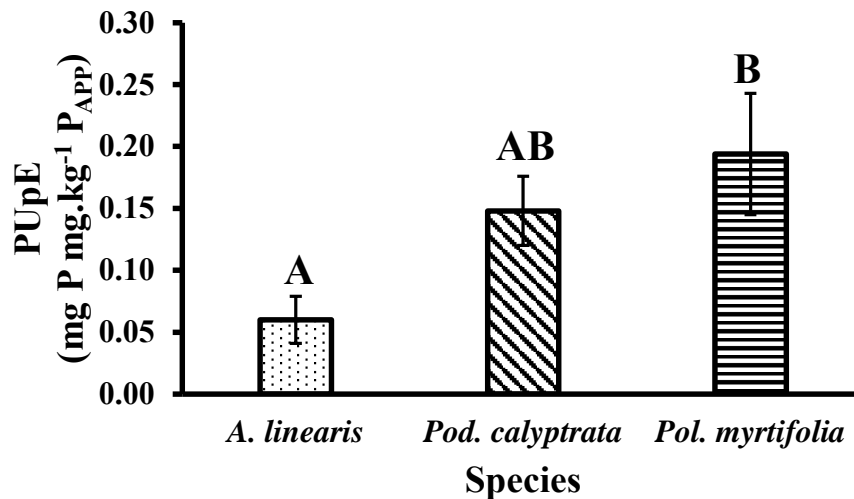 PUpE
(mg P mg.kg⁻¹ P_APP)
0.30
0.25
0.20
0.15
0.10
0.05
0.00
A
AB
B
A. linearis Pod. calyptrata Pol. myrtifolia
Species